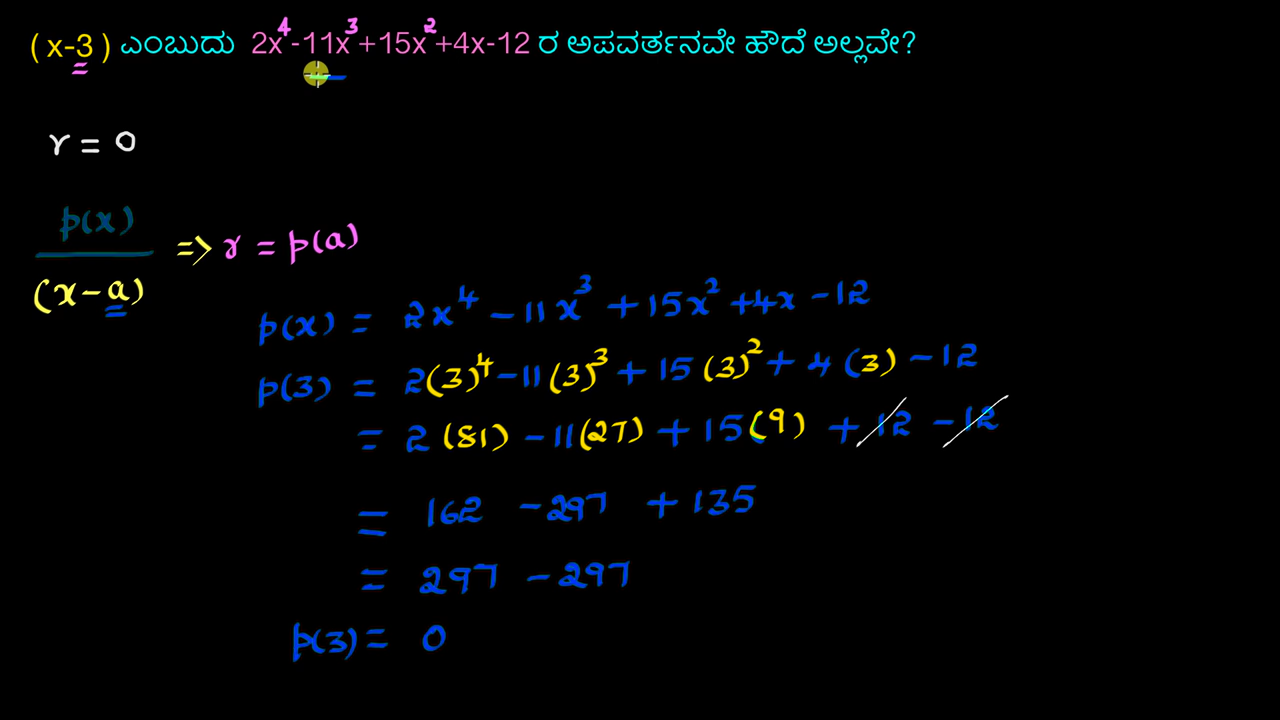 (x-3) ಎಂಬುದು 2x⁴-11x³+15x²+4x-12 ರ ಅಪವರ್ತನವೇ ಹೌದೆ ಅಲ್ಲವೇ?
r = 0
p(x)
(x-a) => r = p(a)
p(x) = 2x⁴ - 11x³ + 15x² + 4x - 12
p(3) = 2(3)⁴ - 11(3)³ + 15(3)² + 4(3) - 12
= 2(81) - 11(27) + 15(9) + 12 - 12
= 162 - 297 + 135
= 297 - 297
p(3) = 0